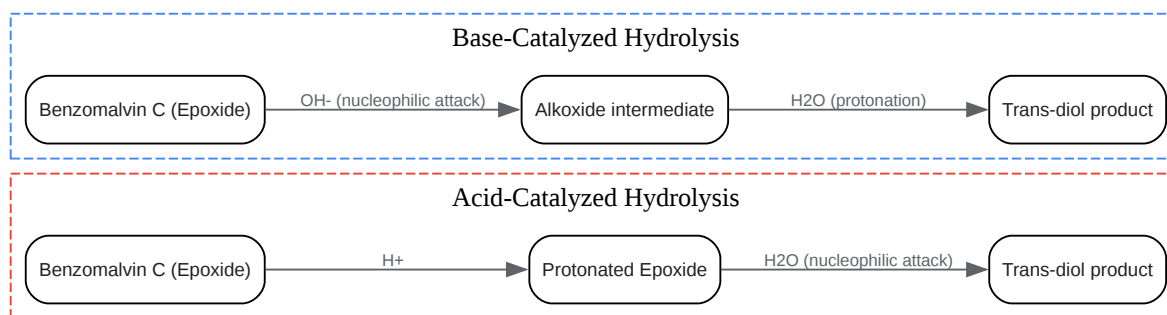 Base-Catalyzed Hydrolysis
Benzomalvin C (Epoxide)
OH- (nucleophilic attack)
Alkoxide intermediate
H2O (protonation)
Trans-diol product
Acid-Catalyzed Hydrolysis
Benzomalvin C (Epoxide)
H+
Protonated Epoxide
H2O (nucleophilic attack)
Trans-diol product